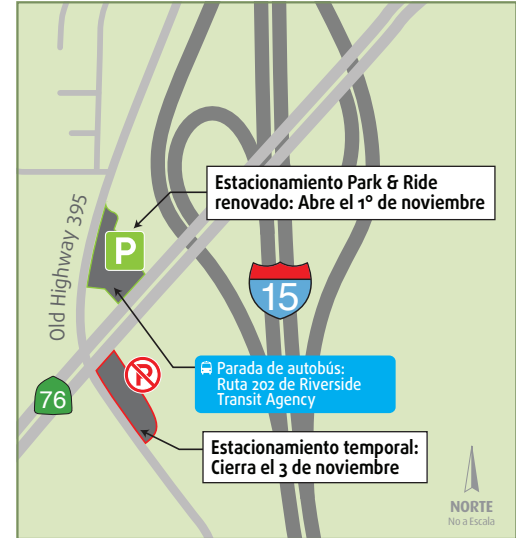 Estacionamiento Park & Ride
renovado: Abre el 1º de noviembre
Old Highway 395
P
15
Parada de autobús:
Ruta 202 de Riverside
Transit Agency
P
76
Estacionamiento temporal:
Cierra el 3 de noviembre
NORTE
No a Escala